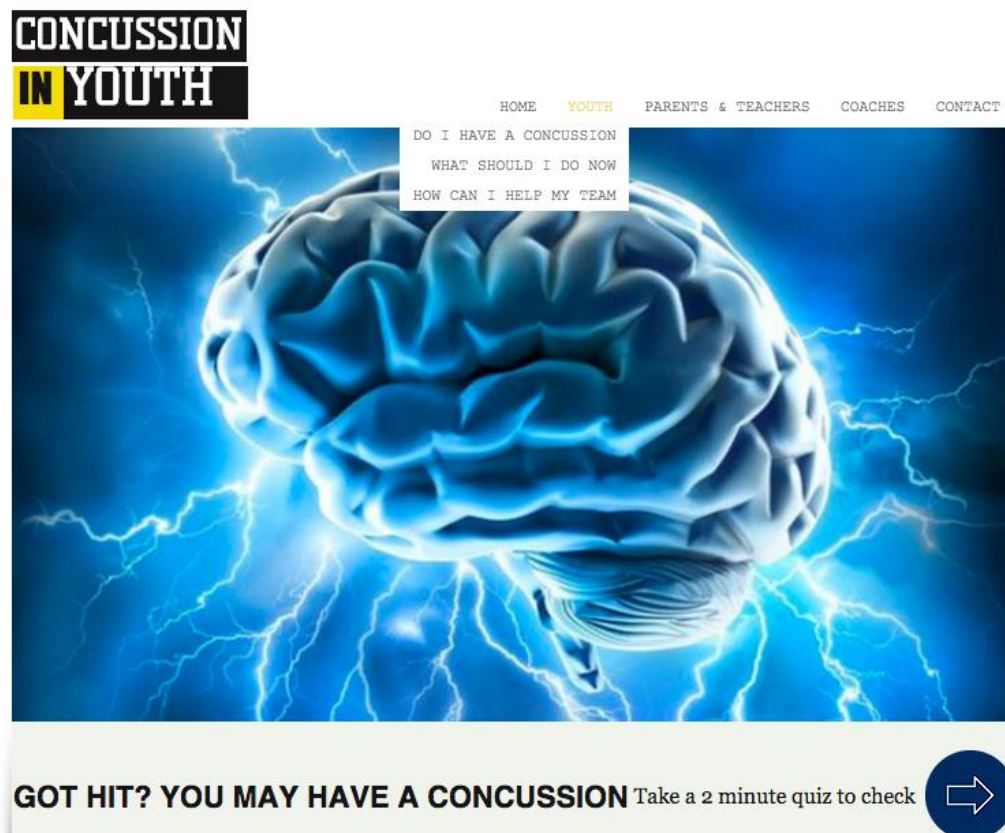 CONCUSSION
IN YOUTH
HOME YOUTH PARENTS & TEACHERS COACHES CONTACT
DO I HAVE A CONCUSSION
WHAT SHOULD I DO NOW
HOW CAN I HELP MY TEAM
GOT HIT? YOU MAY HAVE A CONCUSSION Take a 2 minute quiz to check